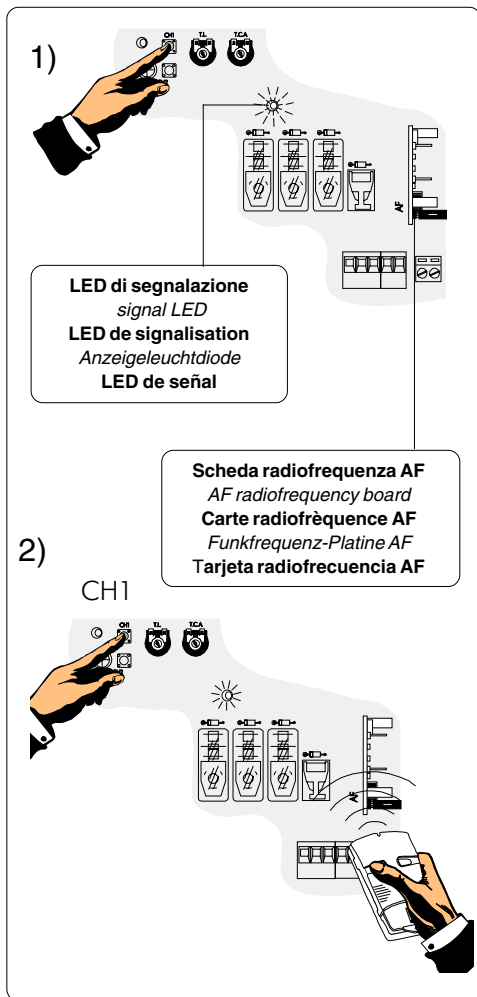 1)
CH1
T.L. T.C.A
AF
LED di segnalazione
signal LED
LED de signalisation
Anzeigeleuchtdiode
LED de señal
Scheda radiofrequenza AF
AF radiofrequency board
Carte radiofrèquence AF
Funkfrequenz-Platine AF
Tarjeta radiofrecuencia AF
2)
CH1
CH1
T.L. T.C.A
AF